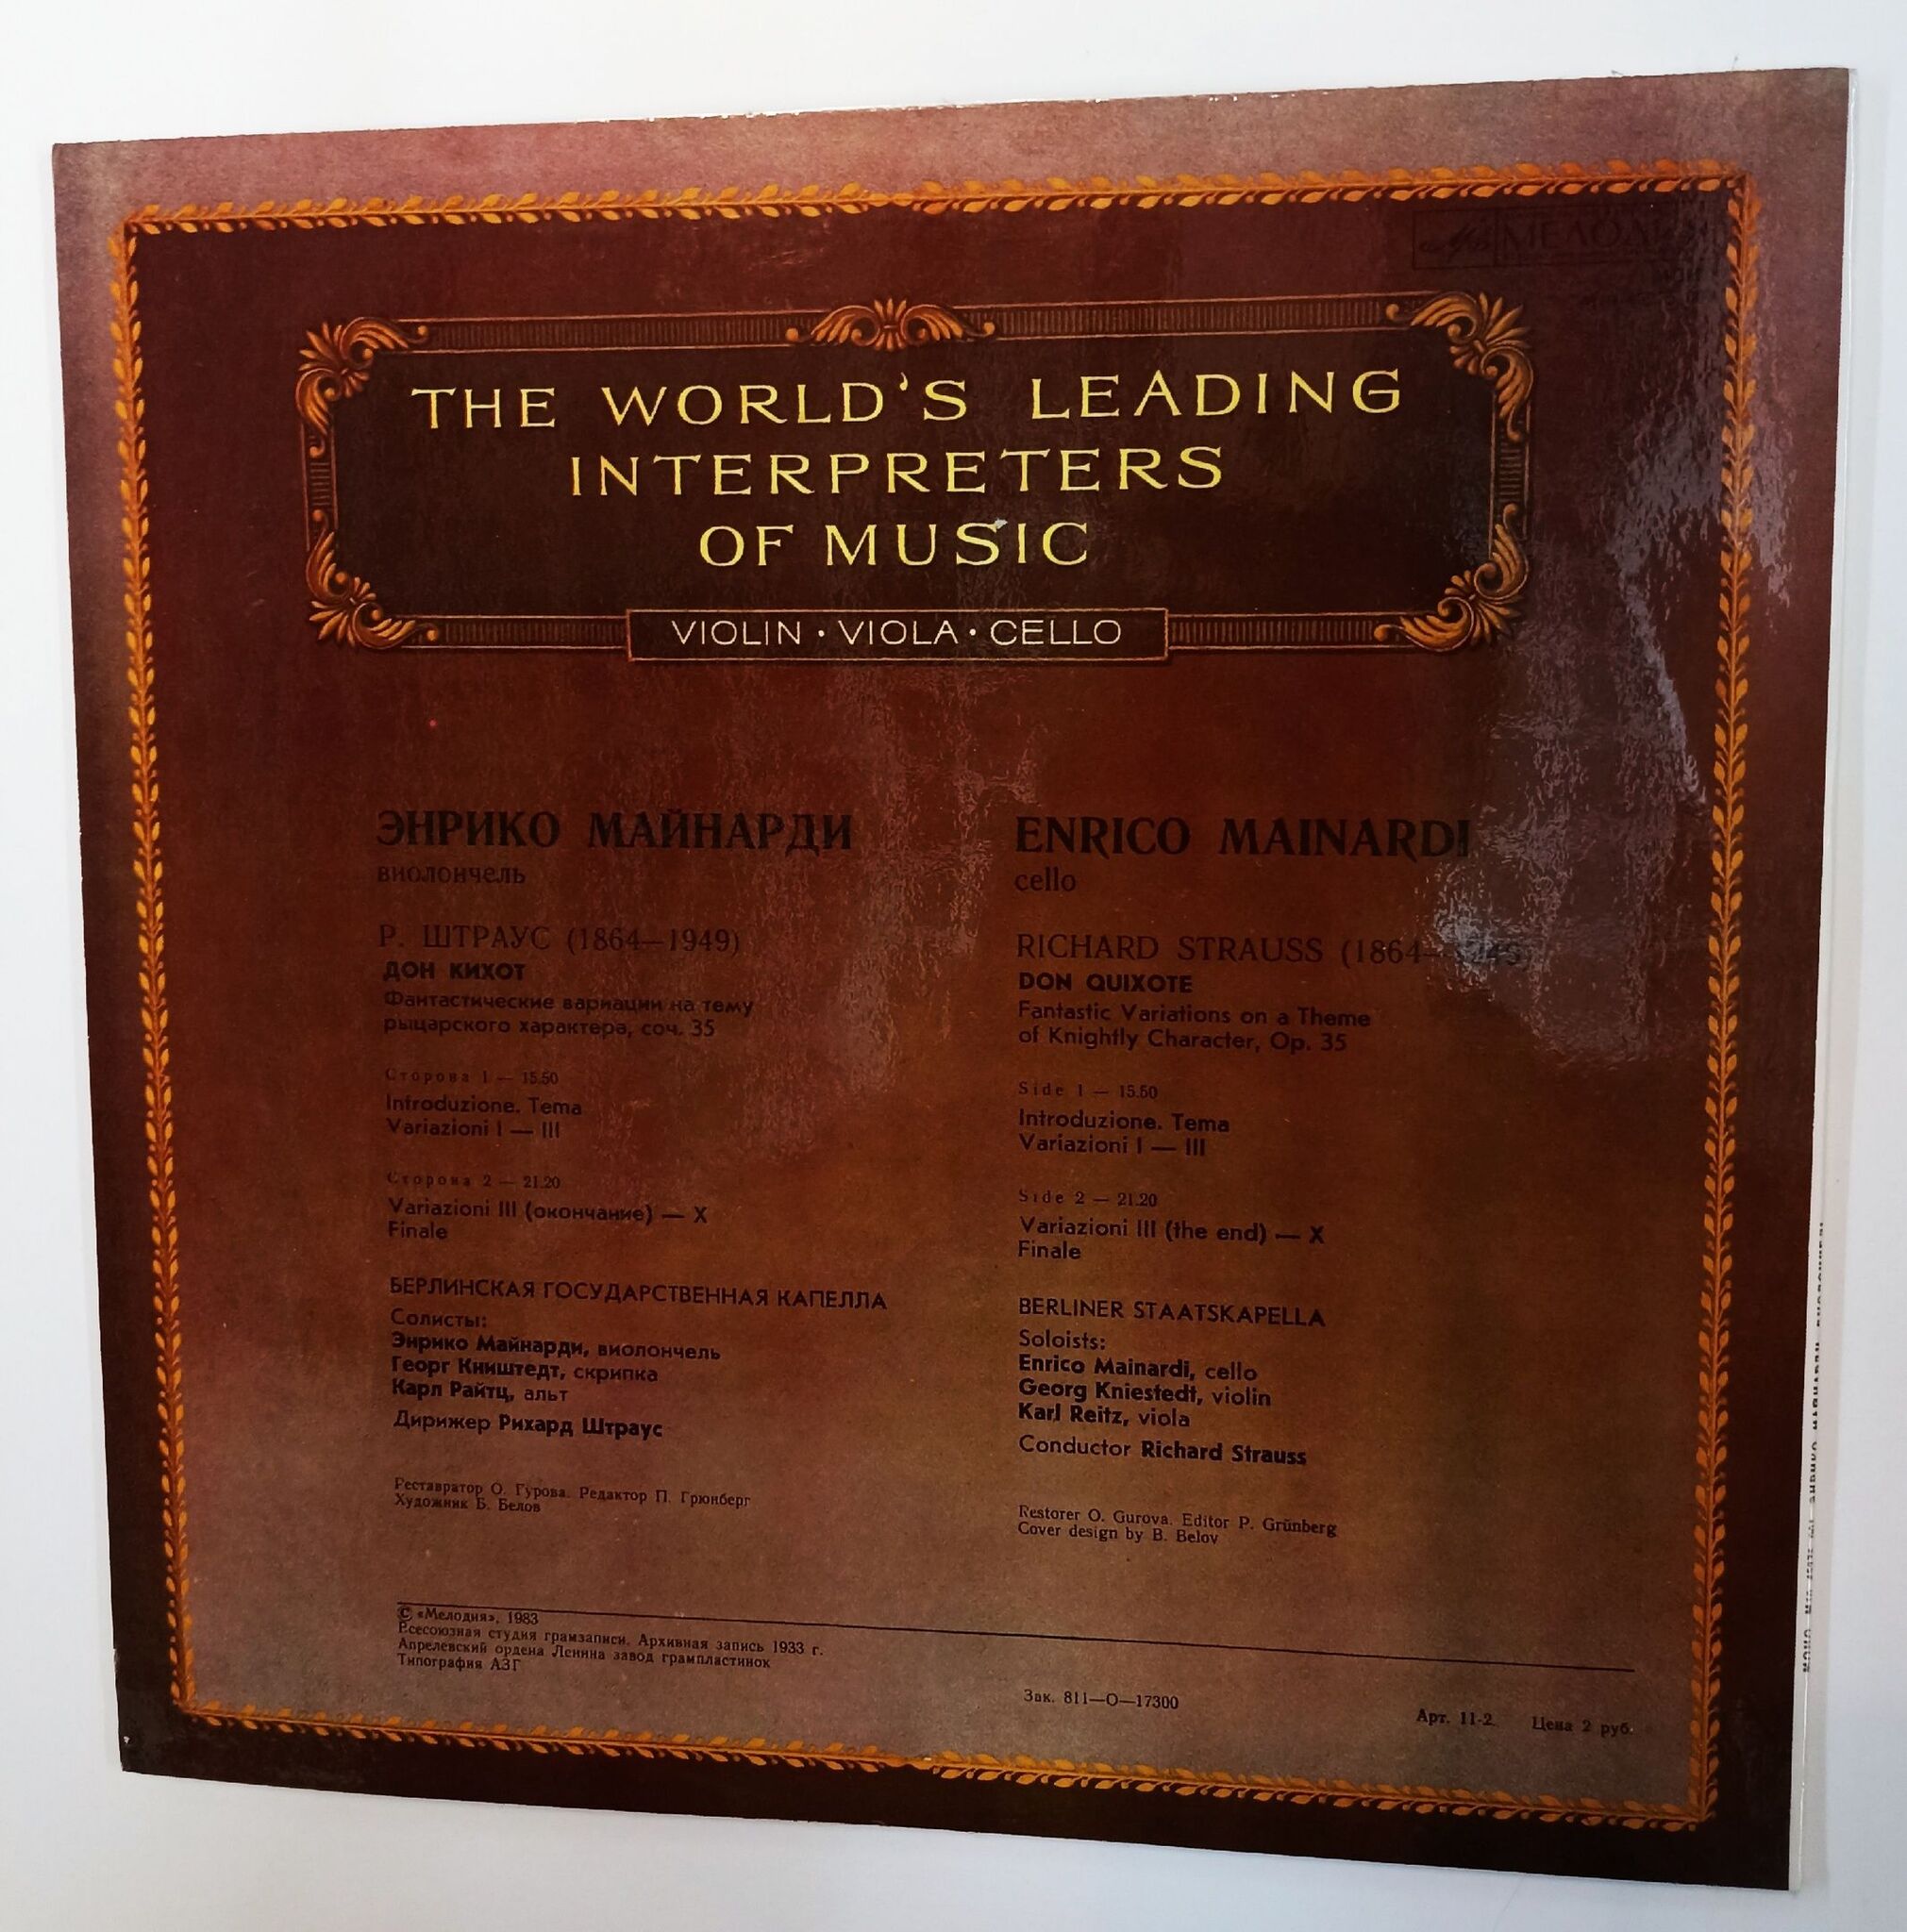 МЕЛОДИЯ
THE WORLD'S LEADING
INTERPRETERS
OF MUSIC
VIOLIN · VIOLA · CELLO
ЭНРИКО МАЙНАРДИ
виолончель
Р. ШТРАУС (1864—1949)
ДОН КИХОТ
Фантастические вариации на тему
рыцарского характера, соч. 35
Сторона 1 — 15.50
Introduzione. Tema
Variazioni I — III
Сторона 2 — 21.20
Variazioni III (окончание) — X
Finale
БЕРЛИНСКАЯ ГОСУДАРСТВЕННАЯ КАПЕЛЛА
Солисты:
Энрико Майнарди, виолончель
Георг Кништедт, скрипка
Карл Райтц, альт
Дирижер Рихард Штраус
Реставратор О. Гурова. Редактор П. Грюнберг
Художник Б. Белов
ENRICO MAINARDI
cello
RICHARD STRAUSS (1864—1949)
DON QUIXOTE
Fantastic Variations on a Theme
of Knightly Character, Op. 35
Side 1 — 15.50
Introduzione. Tema
Variazioni I — III
Side 2 — 21.20
Variazioni III (the end) — X
Finale
BERLINER STAATSKAPELLA
Soloists:
Enrico Mainardi, cello
Georg Kniestedt, violin
Karl Reitz, viola
Conductor Richard Strauss
Restorer O. Gurova. Editor P. Grünberg
Cover design by B. Belov
© «Мелодия», 1983
Всесоюзная студия грамзаписи. Архивная запись 1933 г.
Апрелевский ордена Ленина завод грампластинок
Типография АЗГ
Зак. 811—О—17300
Арт. 11-2. Цена 2 руб.